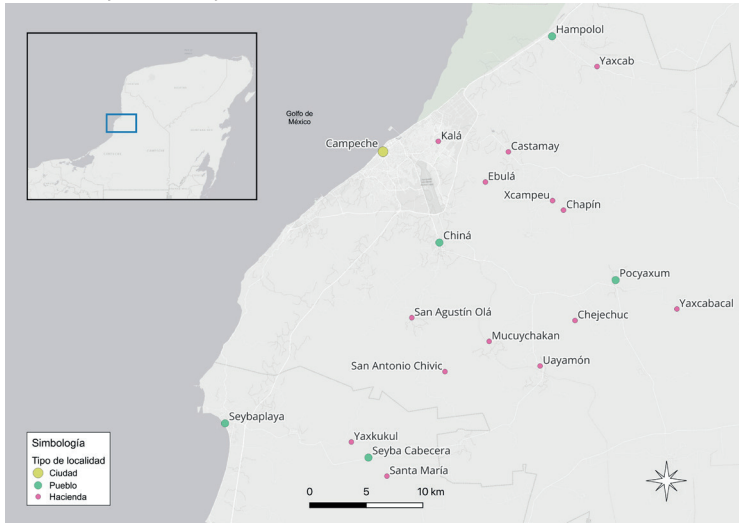 Hampolol
Yaxcab
Golfo de
México
Kalá
Campeche
Castamay
Ebulá
Xcampeu
Chapín
Chiná
Pocyaxum
Yaxcabacal
San Agustín Olá
Chejechuc
Mucuychakan
San Antonio Chivic
Uayamón
Seybaplaya
Yaxkukul
Seyba Cabecera
Santa María
Simbología
Tipo de localidad
Ciudad
Pueblo
Hacienda
0 5 10 km